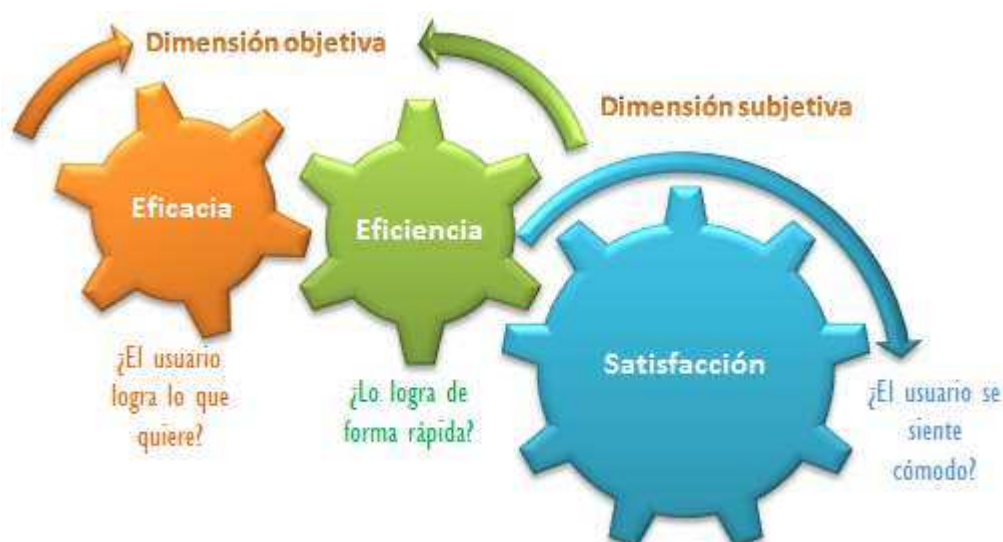 Dimensión objetiva
Dimensión subjetiva
Eficacia
Eficiencia
Satisfacción
¿El usuario
logra lo que
quiere?
¿Lo logra de
forma rápida?
¿El usuario se
siente
cómodo?